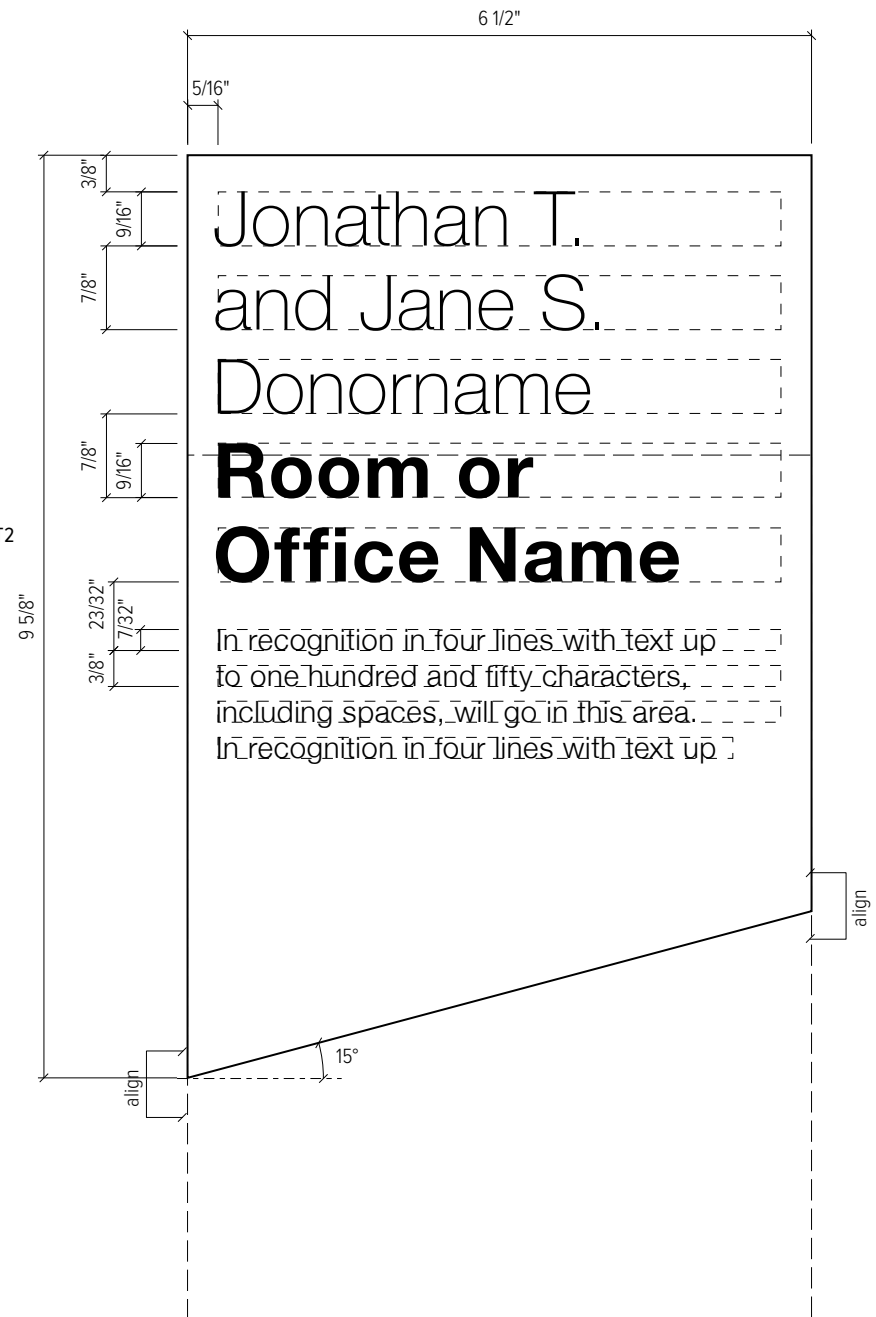 6 1/2"
5/16"
3/8"
9/16"
7/8"
7/8"
9/16"
9 5/8"
23/32"
7/32"
3/8"
Jonathan T.
and Jane S.
Donorname
Room or
Office Name
In recognition in four lines with text up
to one hundred and fifty characters,
including spaces, will go in this area.
In recognition in four lines with text up
align
15°
align